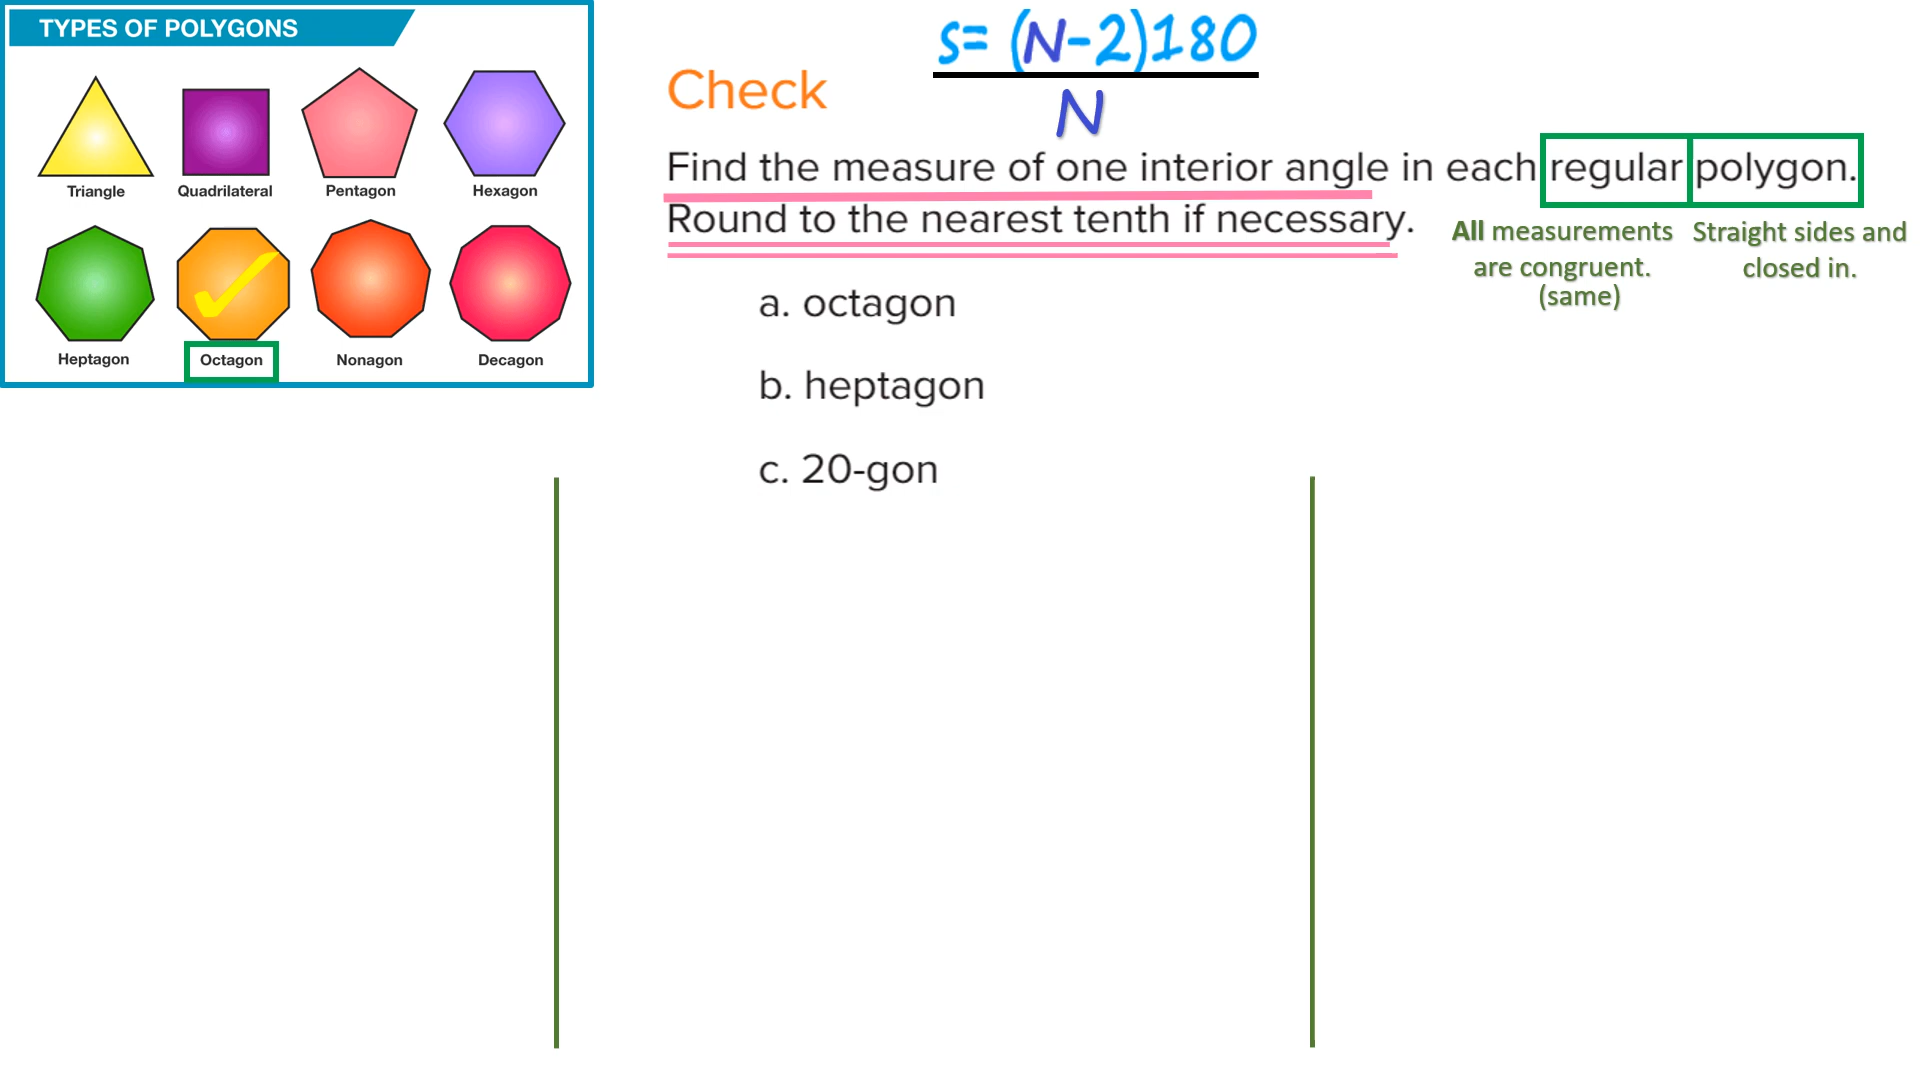 TYPES OF POLYGONS
Triangle
Quadrilateral
Pentagon
Hexagon
Heptagon
Octagon
Nonagon
Decagon
s= (N-2)180
N
Check
Find the measure of one interior angle in each regular polygon.
Round to the nearest tenth if necessary.
All measurements
are congruent.
(same)
Straight sides and
closed in.
a. octagon
b. heptagon
c. 20-gon